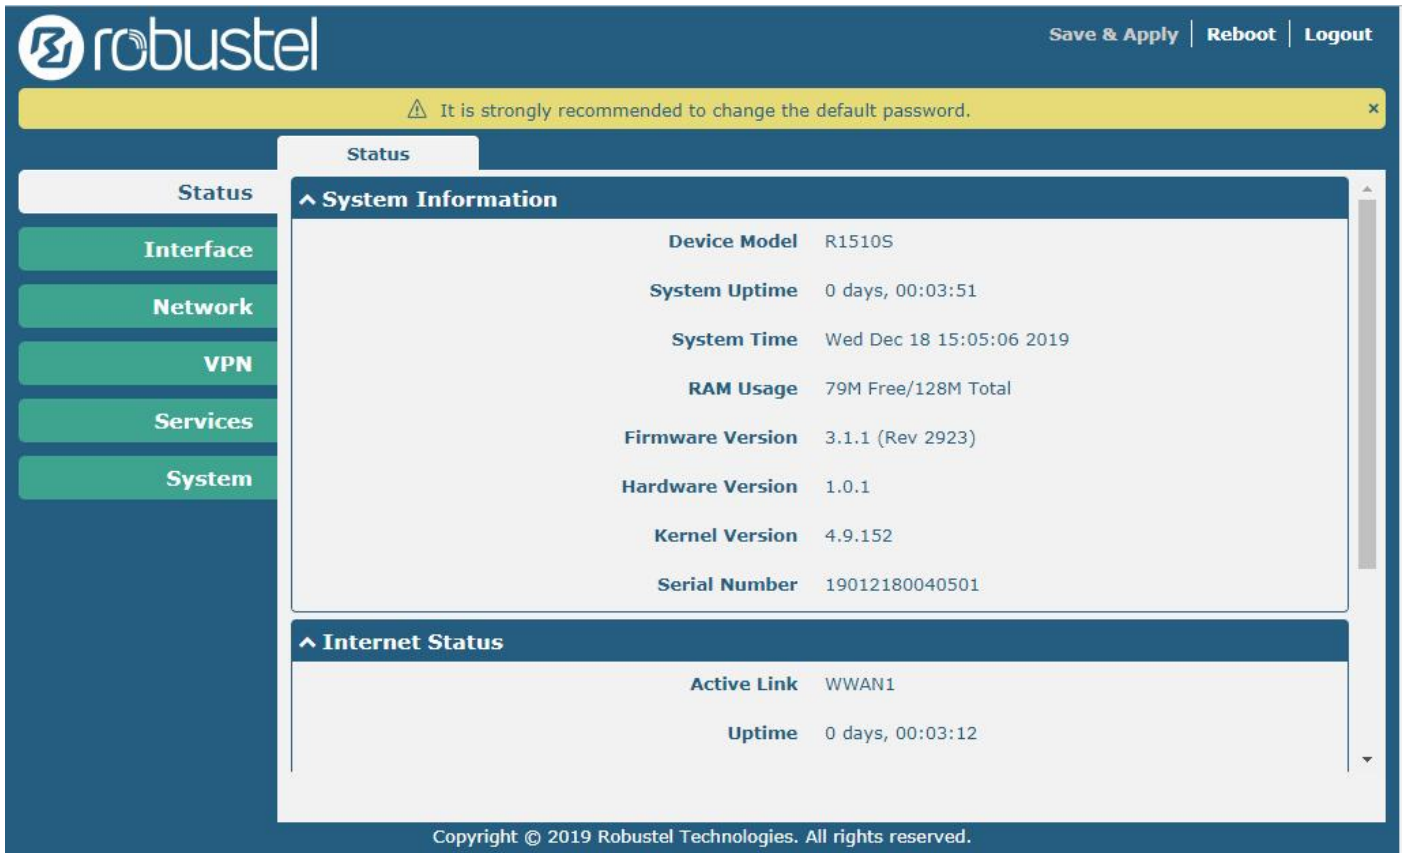 robustel
Save & Apply | Reboot | Logout
⚠ It is strongly recommended to change the default password. ×
Status
Status
Interface
Network
VPN
Services
System
System Information
Device Model R1510S
System Uptime 0 days, 00:03:51
System Time Wed Dec 18 15:05:06 2019
RAM Usage 79M Free/128M Total
Firmware Version 3.1.1 (Rev 2923)
Hardware Version 1.0.1
Kernel Version 4.9.152
Serial Number 19012180040501
Internet Status
Active Link WWAN1
Uptime 0 days, 00:03:12
Copyright © 2019 Robustel Technologies. All rights reserved.